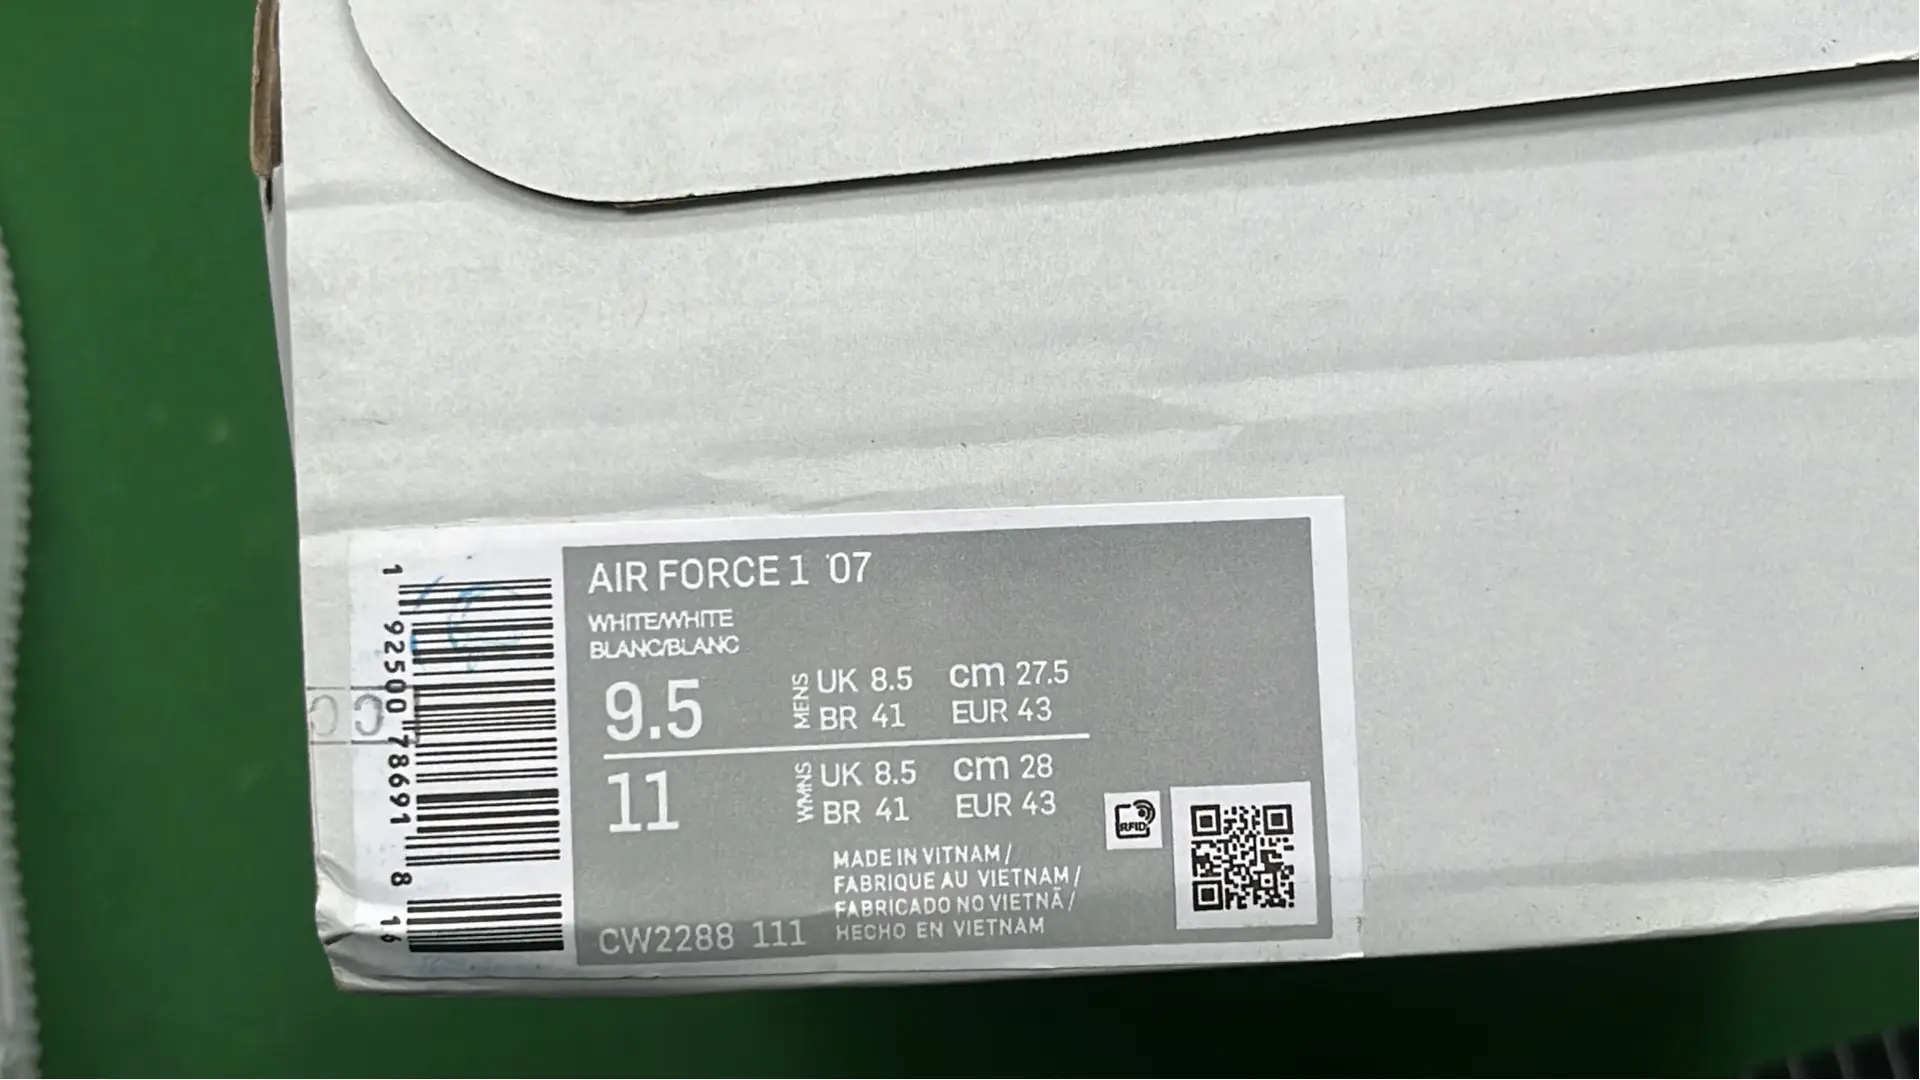 AIR FORCE 1 '07
WHITE/WHITE
BLANC/BLANC
9.5
MENS
UK 8.5 cm 27.5
BR 41 EUR 43
11
WMNS
UK 8.5 cm 28
BR 41 EUR 43
MADE IN VITNAM/
FABRIQUE AU VIETNAM/
FABRICADO NO VIETNÃ/
HECHO EN VIETNAM
CW2288 111
RFID
1 92500 78691 8 16